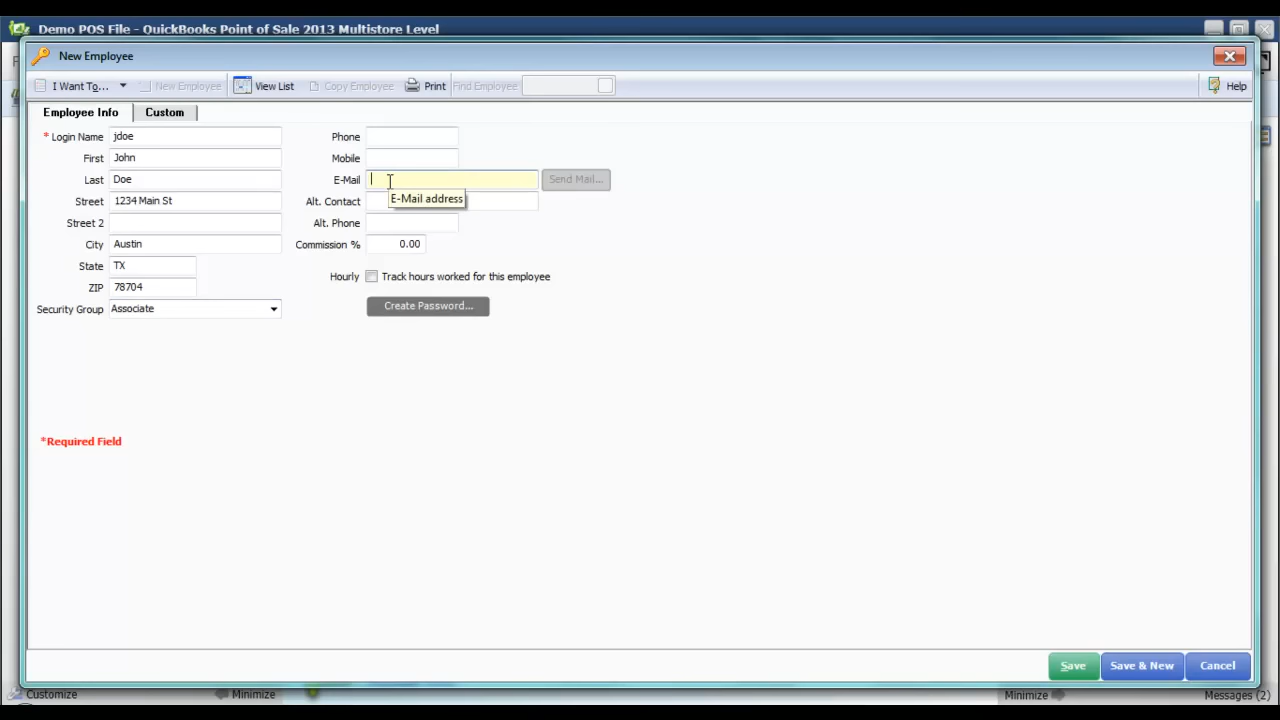 Demo POS File - QuickBooks Point of Sale 2013 Multistore Level
New Employee
I Want To... New Employee View List Copy Employee Print Find Employee Help
Employee Info Custom
* Login Name jdoe Phone
First John Mobile
Last Doe E-Mail Send Mail...
E-Mail address
Street 1234 Main St Alt. Contact
Street 2 Alt. Phone
City Austin Commission % 0.00
State TX
Hourly Track hours worked for this employee
ZIP 78704
Security Group Associate Create Password...
*Required Field
Save Save & New Cancel
Customize Minimize Minimize Messages (2)